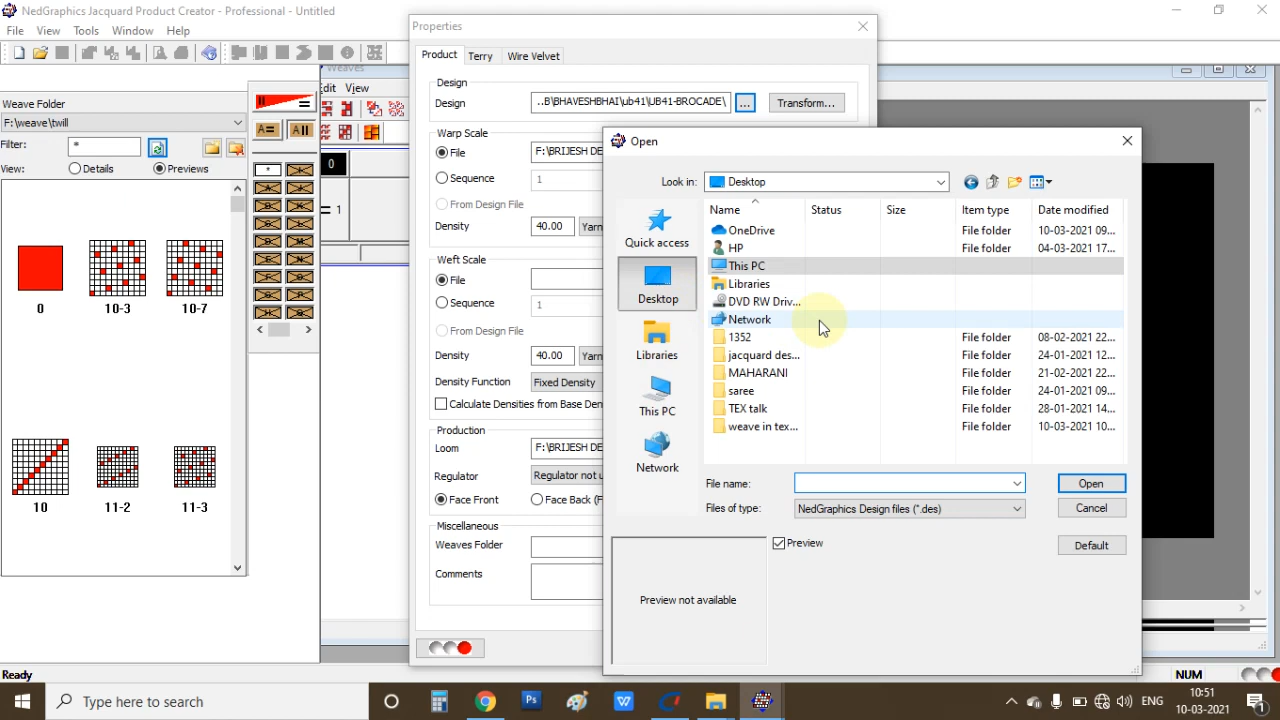 NedGraphics Jacquard Product Creator - Professional - Untitled
File View Tools Window Help
Weave Folder
F:\weave\twill
Filter: *
View: Details Previews
0 10-3 10-7
10 11-2 11-3
Weaves
dit View
0
= 1
Properties
Product Terry Wire Velvet
Design
Design ..B\BHAVESHBHAI\ub41\UB41-BROCADE\ ... Transform...
Warp Scale
File F:\BRIJESH DE
Sequence 1
From Design File
Density 40.00 Yarn
Weft Scale
File
Sequence 1
From Design File
Density 40.00 Yarn
Density Function Fixed Density
Calculate Densities from Base Den
Production
Loom F:\BRIJESH DE
Regulator Regulator not u
Face Front Face Back (F
Miscellaneous
Weaves Folder
Comments
Open
Look in: Desktop
Quick access
Desktop
Libraries
This PC
Network
Name Status Size Item type Date modified
OneDrive File folder 10-03-2021 09...
HP File folder 04-03-2021 17...
This PC
Libraries
DVD RW Driv...
Network
1352 File folder 08-02-2021 22...
jacquard des... File folder 24-01-2021 12...
MAHARANI File folder 21-02-2021 22...
saree File folder 24-01-2021 09...
TEX talk File folder 28-01-2021 14...
weave in tex... File folder 10-03-2021 10...
File name: Open
Files of type: NedGraphics Design files (*.des) Cancel
Preview Default
Preview not available
Ready NUM
Type here to search
ENG
10:51
10-03-2021